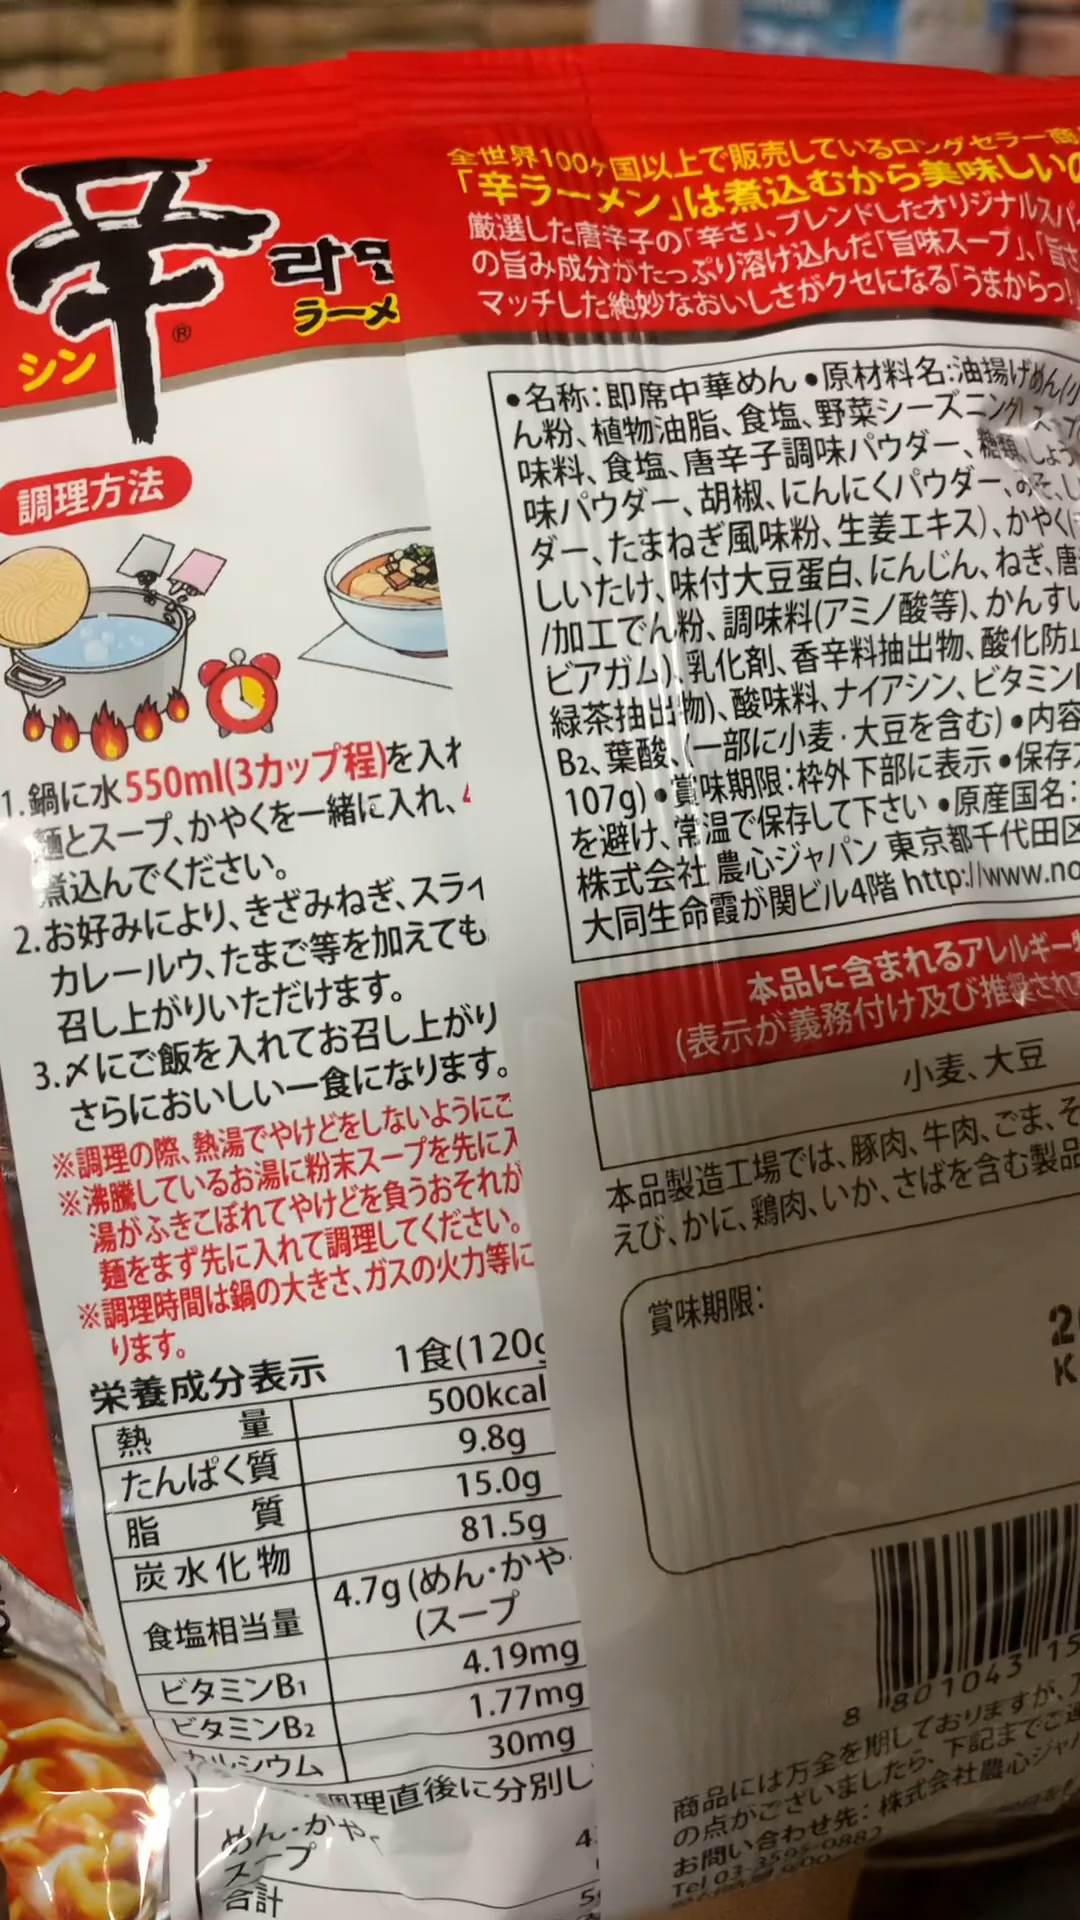 辛
라면
ラーメ
シン
®
全世界100ヶ国以上で販売しているロングセラー商
「辛ラーメン」は煮込むから美味しいの
厳選した唐辛子の「辛さ」、ブレンドしたオリジナルスパイ
の旨み成分がたっぷり溶け込んだ「旨味スープ」、「旨さ
マッチした絶妙なおいしさがクセになる「うまからっ!
調理方法
1.鍋に水550ml(3カップ程)を入れ
麺とスープ、かやくを一緒に入れ、4
煮込んでください。
2.お好みにより、きざみねぎ、スライ
カレールウ、たまご等を加えても
召し上がりいただけます。
3.〆にご飯を入れてお召し上がり
さらにおいしい一食になります。
※調理の際、熱湯でやけどをしないようにご
※沸騰しているお湯に粉末スープを先に入
湯がふきこぼれてやけどを負うおそれが
麺をまず先に入れて調理してください。
※調理時間は鍋の大きさ、ガスの火力等に
ります。
栄養成分表示 1食(120g
熱量 500kcal
たんぱく質 9.8g
脂質 15.0g
炭水化物 81.5g
食塩相当量 4.7g(めん・かや
(スープ
ビタミンB1 4.19mg
ビタミンB2 1.77mg
カルシウム 30mg
調理直後に分別し
めん・かや
スープ 4
合計 5
●名称:即席中華めん●原材料名:油揚げめん(小
ん粉、植物油脂、食塩、野菜シーズニング)、スープ
味料、食塩、唐辛子調味パウダー、糖類、しょう
味パウダー、胡椒、にんにくパウダー、みそ、し
ダー、たまねぎ風味粉、生姜エキス)、かやく(
しいたけ、味付大豆蛋白、にんじん、ねぎ、唐
/加工でん粉、調味料(アミノ酸等)、かんすい
ビアガム)、乳化剤、香辛料抽出物、酸化防止
緑茶抽出物)、酸味料、ナイアシン、ビタミン
B2、葉酸、(一部に小麦・大豆を含む)●内容
107g)●賞味期限:枠外下部に表示●保存方
を避け、常温で保存して下さい●原産国名:
株式会社 農心ジャパン 東京都千代田区
大同生命霞が関ビル4階 http://www.no
本品に含まれるアレルギー物
(表示が義務付け及び推奨され
小麦、大豆
本品製造工場では、豚肉、牛肉、ごま、そ
えび、かに、鶏肉、いか、さばを含む製品
賞味期限:
2
K
8 801043 15
商品には万全を期しておりますが、万
の点がございましたら、下記までご連
お問い合わせ先:株式会社農心ジャパ
Tel 03-3595-0882